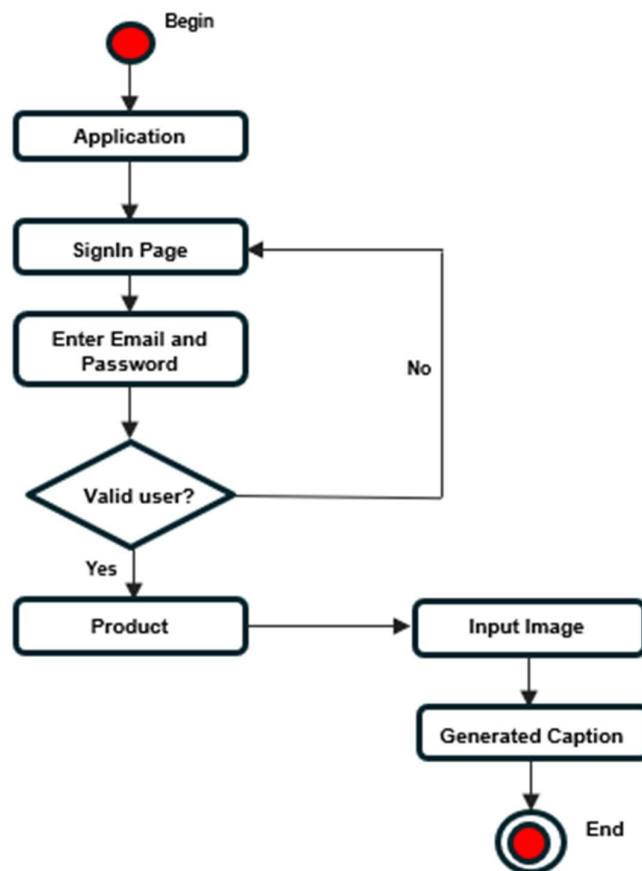 Begin
Application
SignIn Page
Enter Email and
Password
No
Valid user?
Yes
Product
Input Image
Generated Caption
End